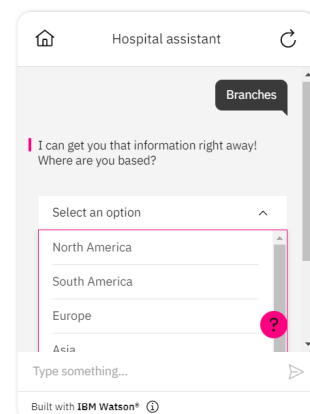 Hospital assistant
Branches
I can get you that information right away!
Where are you based?
Select an option
North America
South America
Europe
?
Asia
Type something...
Built with IBM Watson® ⓘ